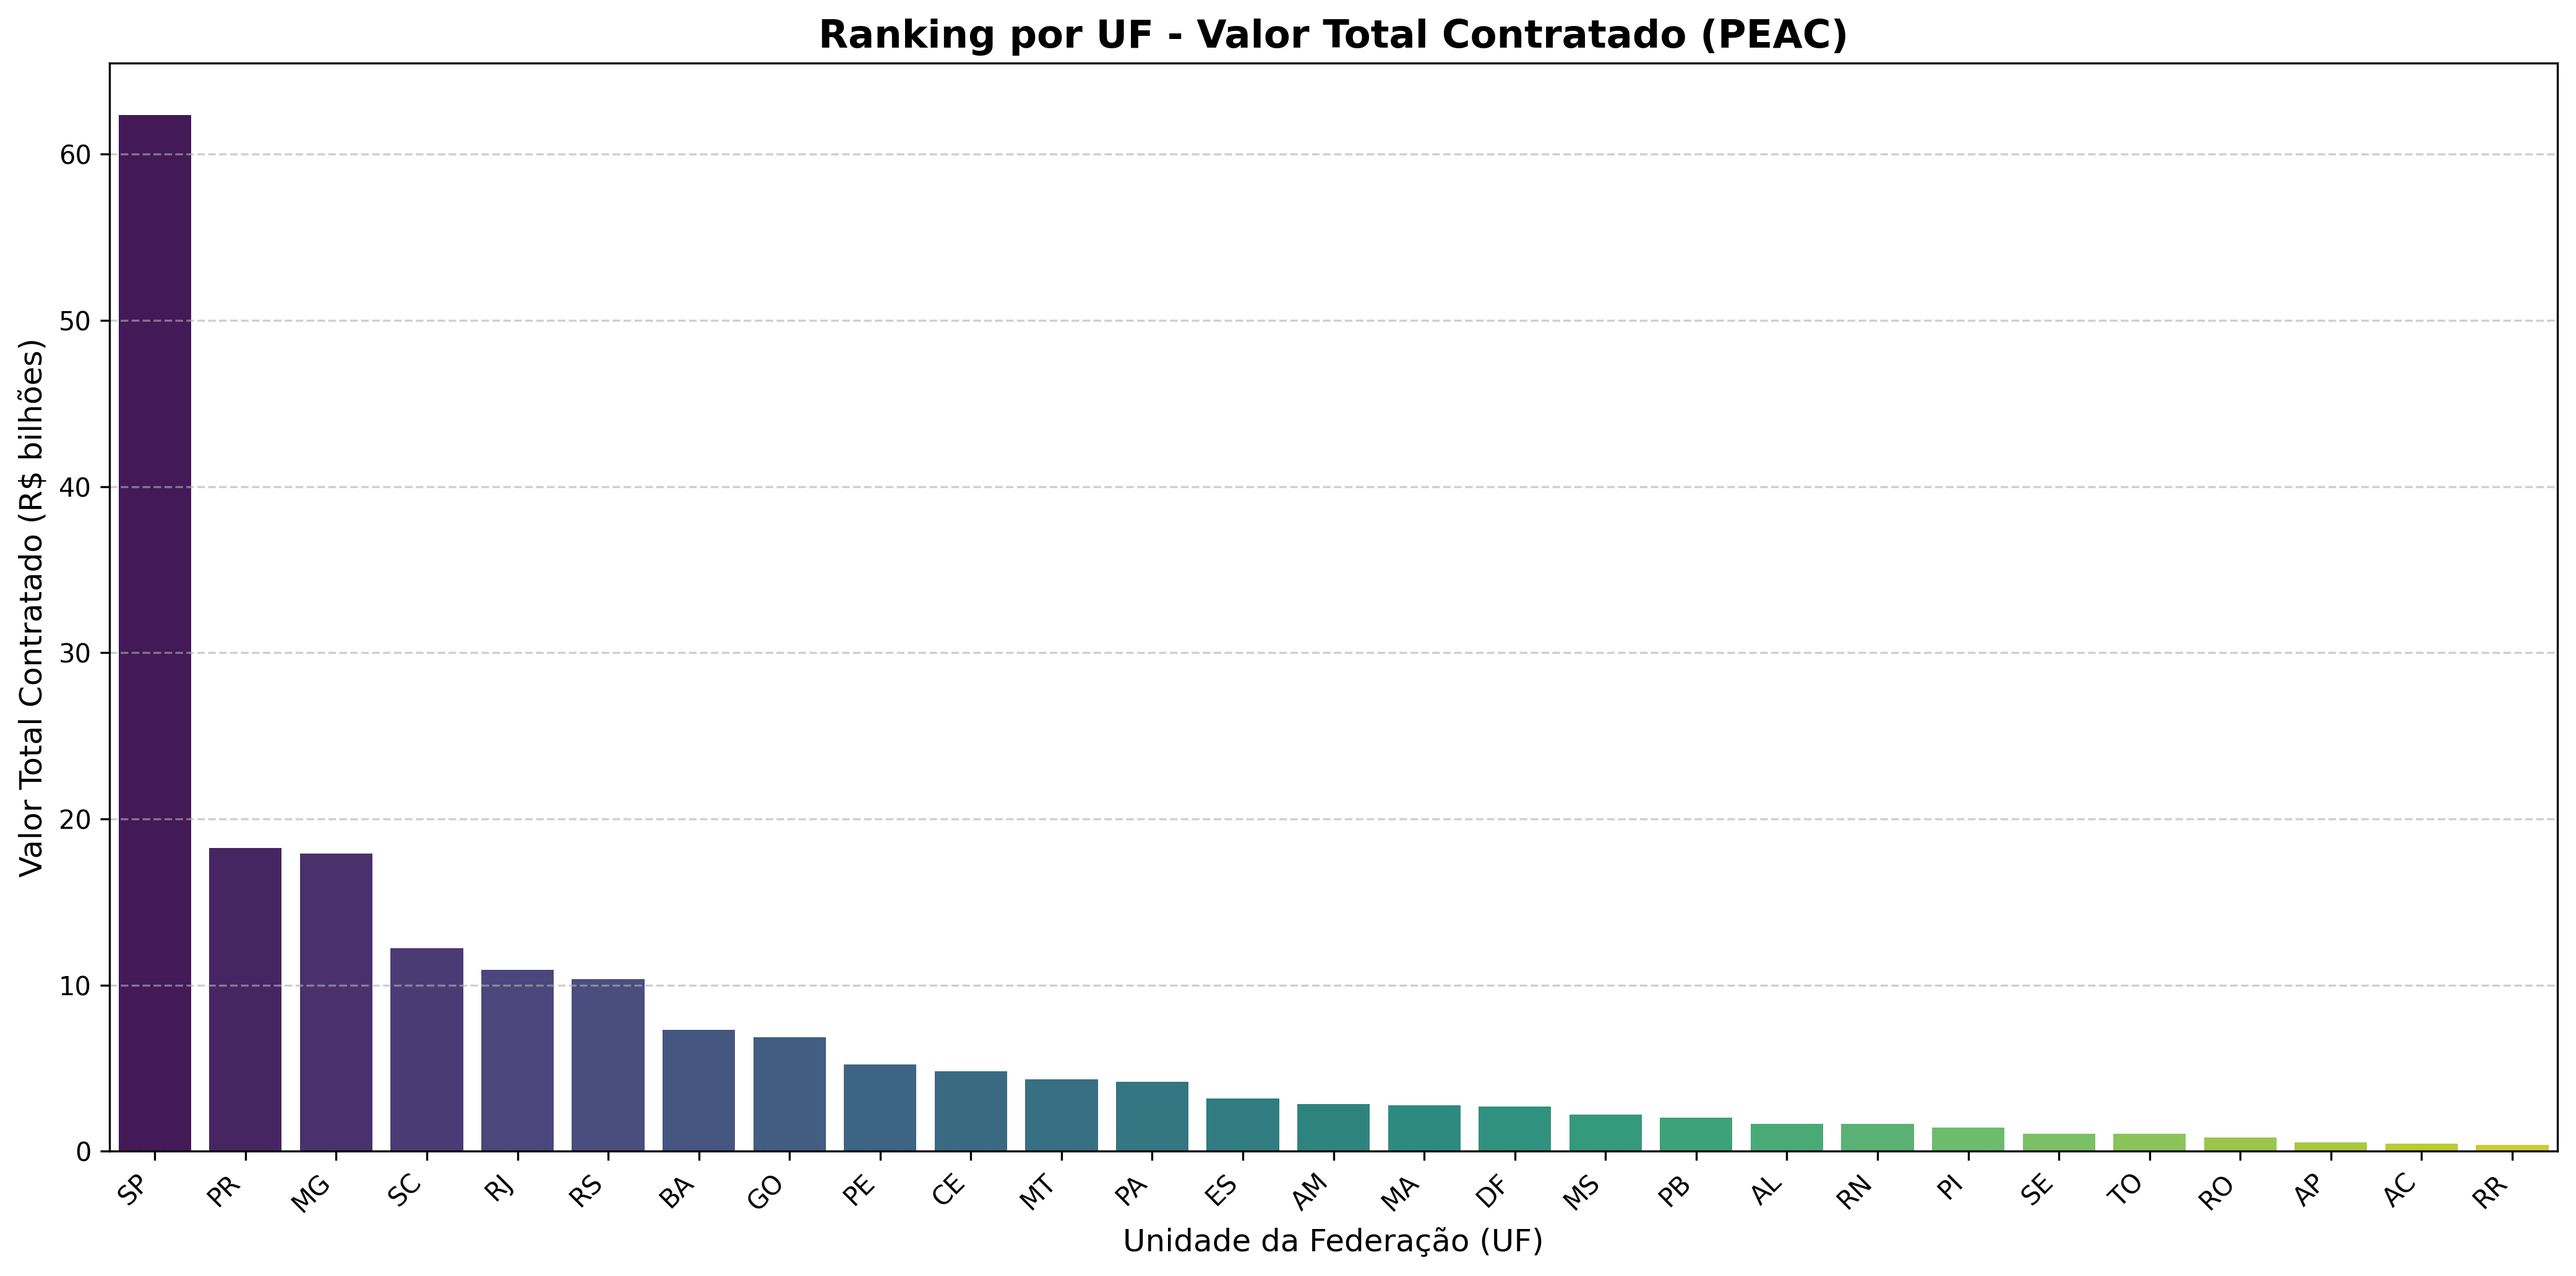 Ranking por UF - Valor Total Contratado (PEAC)
Valor Total Contratado (R$ bilhões)
60
50
40
30
20
10
0
SP
PR
MG
SC
RJ
RS
BA
GO
PE
CE
MT
PA
ES
AM
MA
DF
MS
PB
AL
RN
PI
SE
TO
RO
AP
AC
RR
Unidade da Federação (UF)